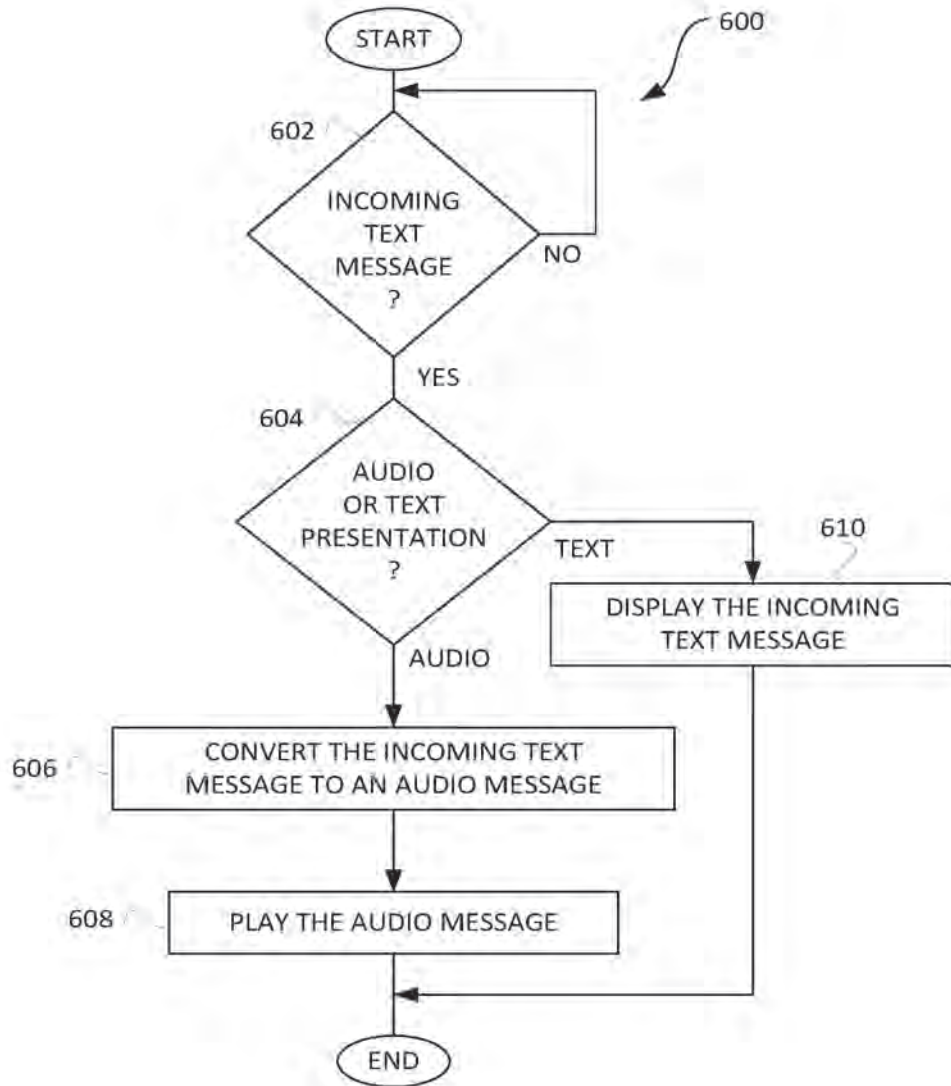 START
600
602
INCOMING
TEXT
MESSAGE
?
NO
YES
604
AUDIO
OR TEXT
PRESENTATION
?
TEXT
610
DISPLAY THE INCOMING
TEXT MESSAGE
AUDIO
606
CONVERT THE INCOMING TEXT
MESSAGE TO AN AUDIO MESSAGE
608
PLAY THE AUDIO MESSAGE
END